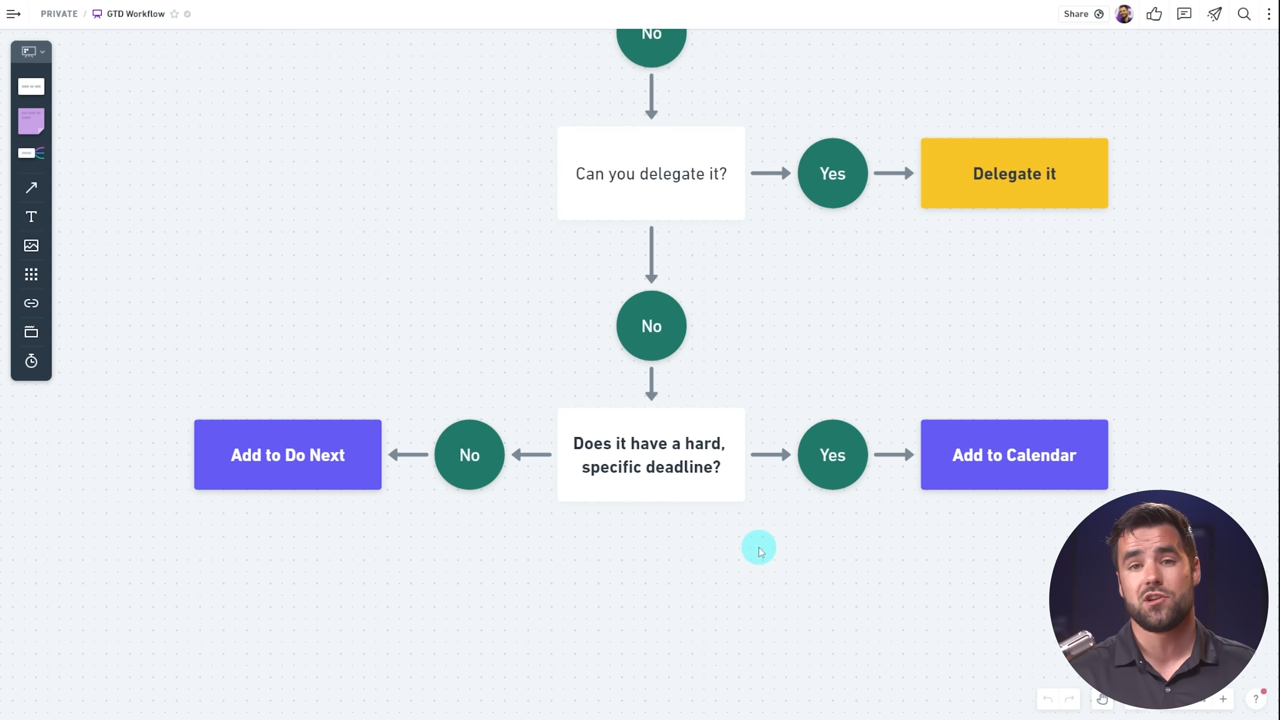 PRIVATE / GTD Workflow
Share
No
Can you delegate it?
Yes
Delegate it
No
Add to Do Next
No
Does it have a hard,
specific deadline?
Yes
Add to Calendar
T
?